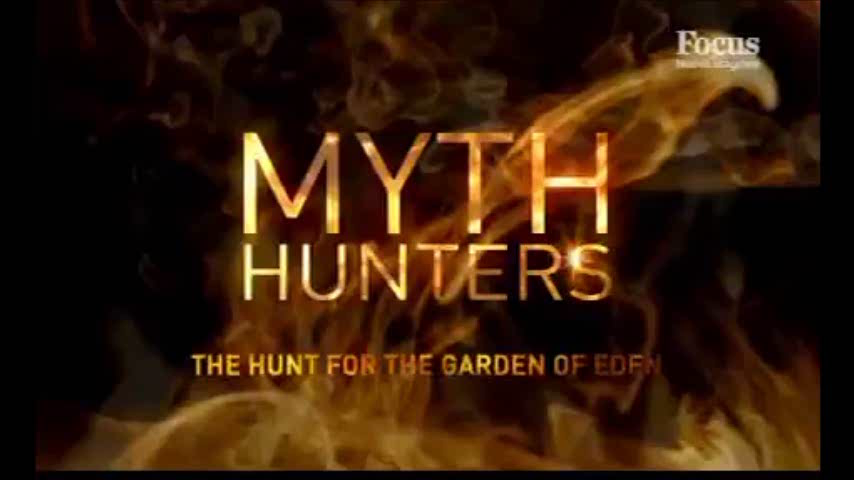 Focus
MYTH
HUNTERS
THE HUNT FOR THE GARDEN OF EDEN